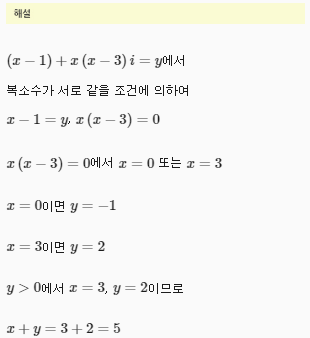 해설
(x − 1) + x (x − 3) i = y에서
복소수가 서로 같을 조건에 의하여
x − 1 = y, x (x − 3) = 0
x (x − 3) = 0에서 x = 0 또는 x = 3
x = 0이면 y = −1
x = 3이면 y = 2
y > 0에서 x = 3, y = 2이므로
x + y = 3 + 2 = 5